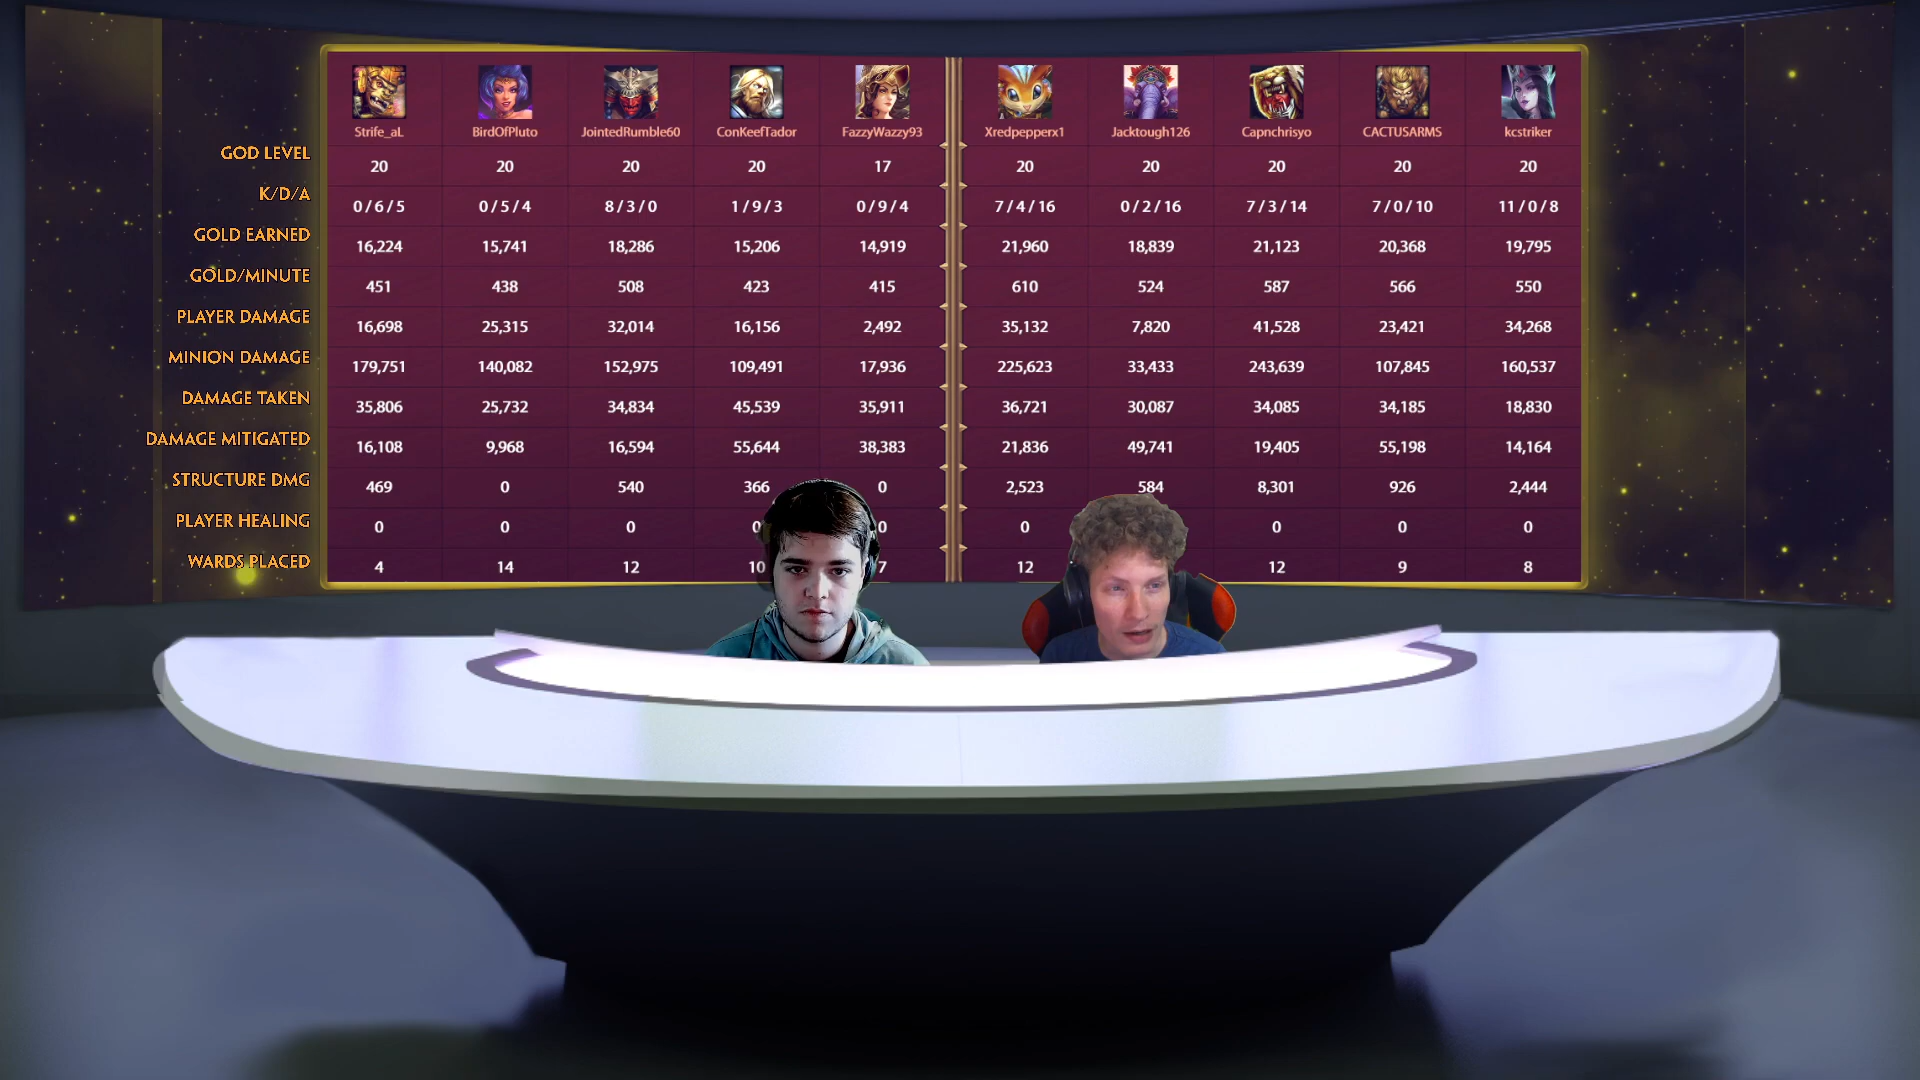 Strife_aL BirdOfPluto JointedRumble60 ConKeefTador FazzyWazzy93 Xredpepperx1 Jacktough126 Capnchrisyo CACTUSARMS kcstriker
GOD LEVEL 20 20 20 20 17 20 20 20 20 20
K/D/A 0/6/5 0/5/4 8/3/0 1/9/3 0/9/4 7/4/16 0/2/16 7/3/14 7/0/10 11/0/8
GOLD EARNED 16,224 15,741 18,286 15,206 14,919 21,960 18,839 21,123 20,368 19,795
GOLD/MINUTE 451 438 508 423 415 610 524 587 566 550
PLAYER DAMAGE 16,698 25,315 32,014 16,156 2,492 35,132 7,820 41,528 23,421 34,268
MINION DAMAGE 179,751 140,082 152,975 109,491 17,936 225,623 33,433 243,639 107,845 160,537
DAMAGE TAKEN 35,806 25,732 34,834 45,539 35,911 36,721 30,087 34,085 34,185 18,830
DAMAGE MITIGATED 16,108 9,968 16,594 55,644 38,383 21,836 49,741 19,405 55,198 14,164
STRUCTURE DMG 469 0 540 366 0 2,523 584 8,301 926 2,444
PLAYER HEALING 0 0 0 0 0 0 0 0 0
WARDS PLACED 4 14 12 10 7 12 12 9 8